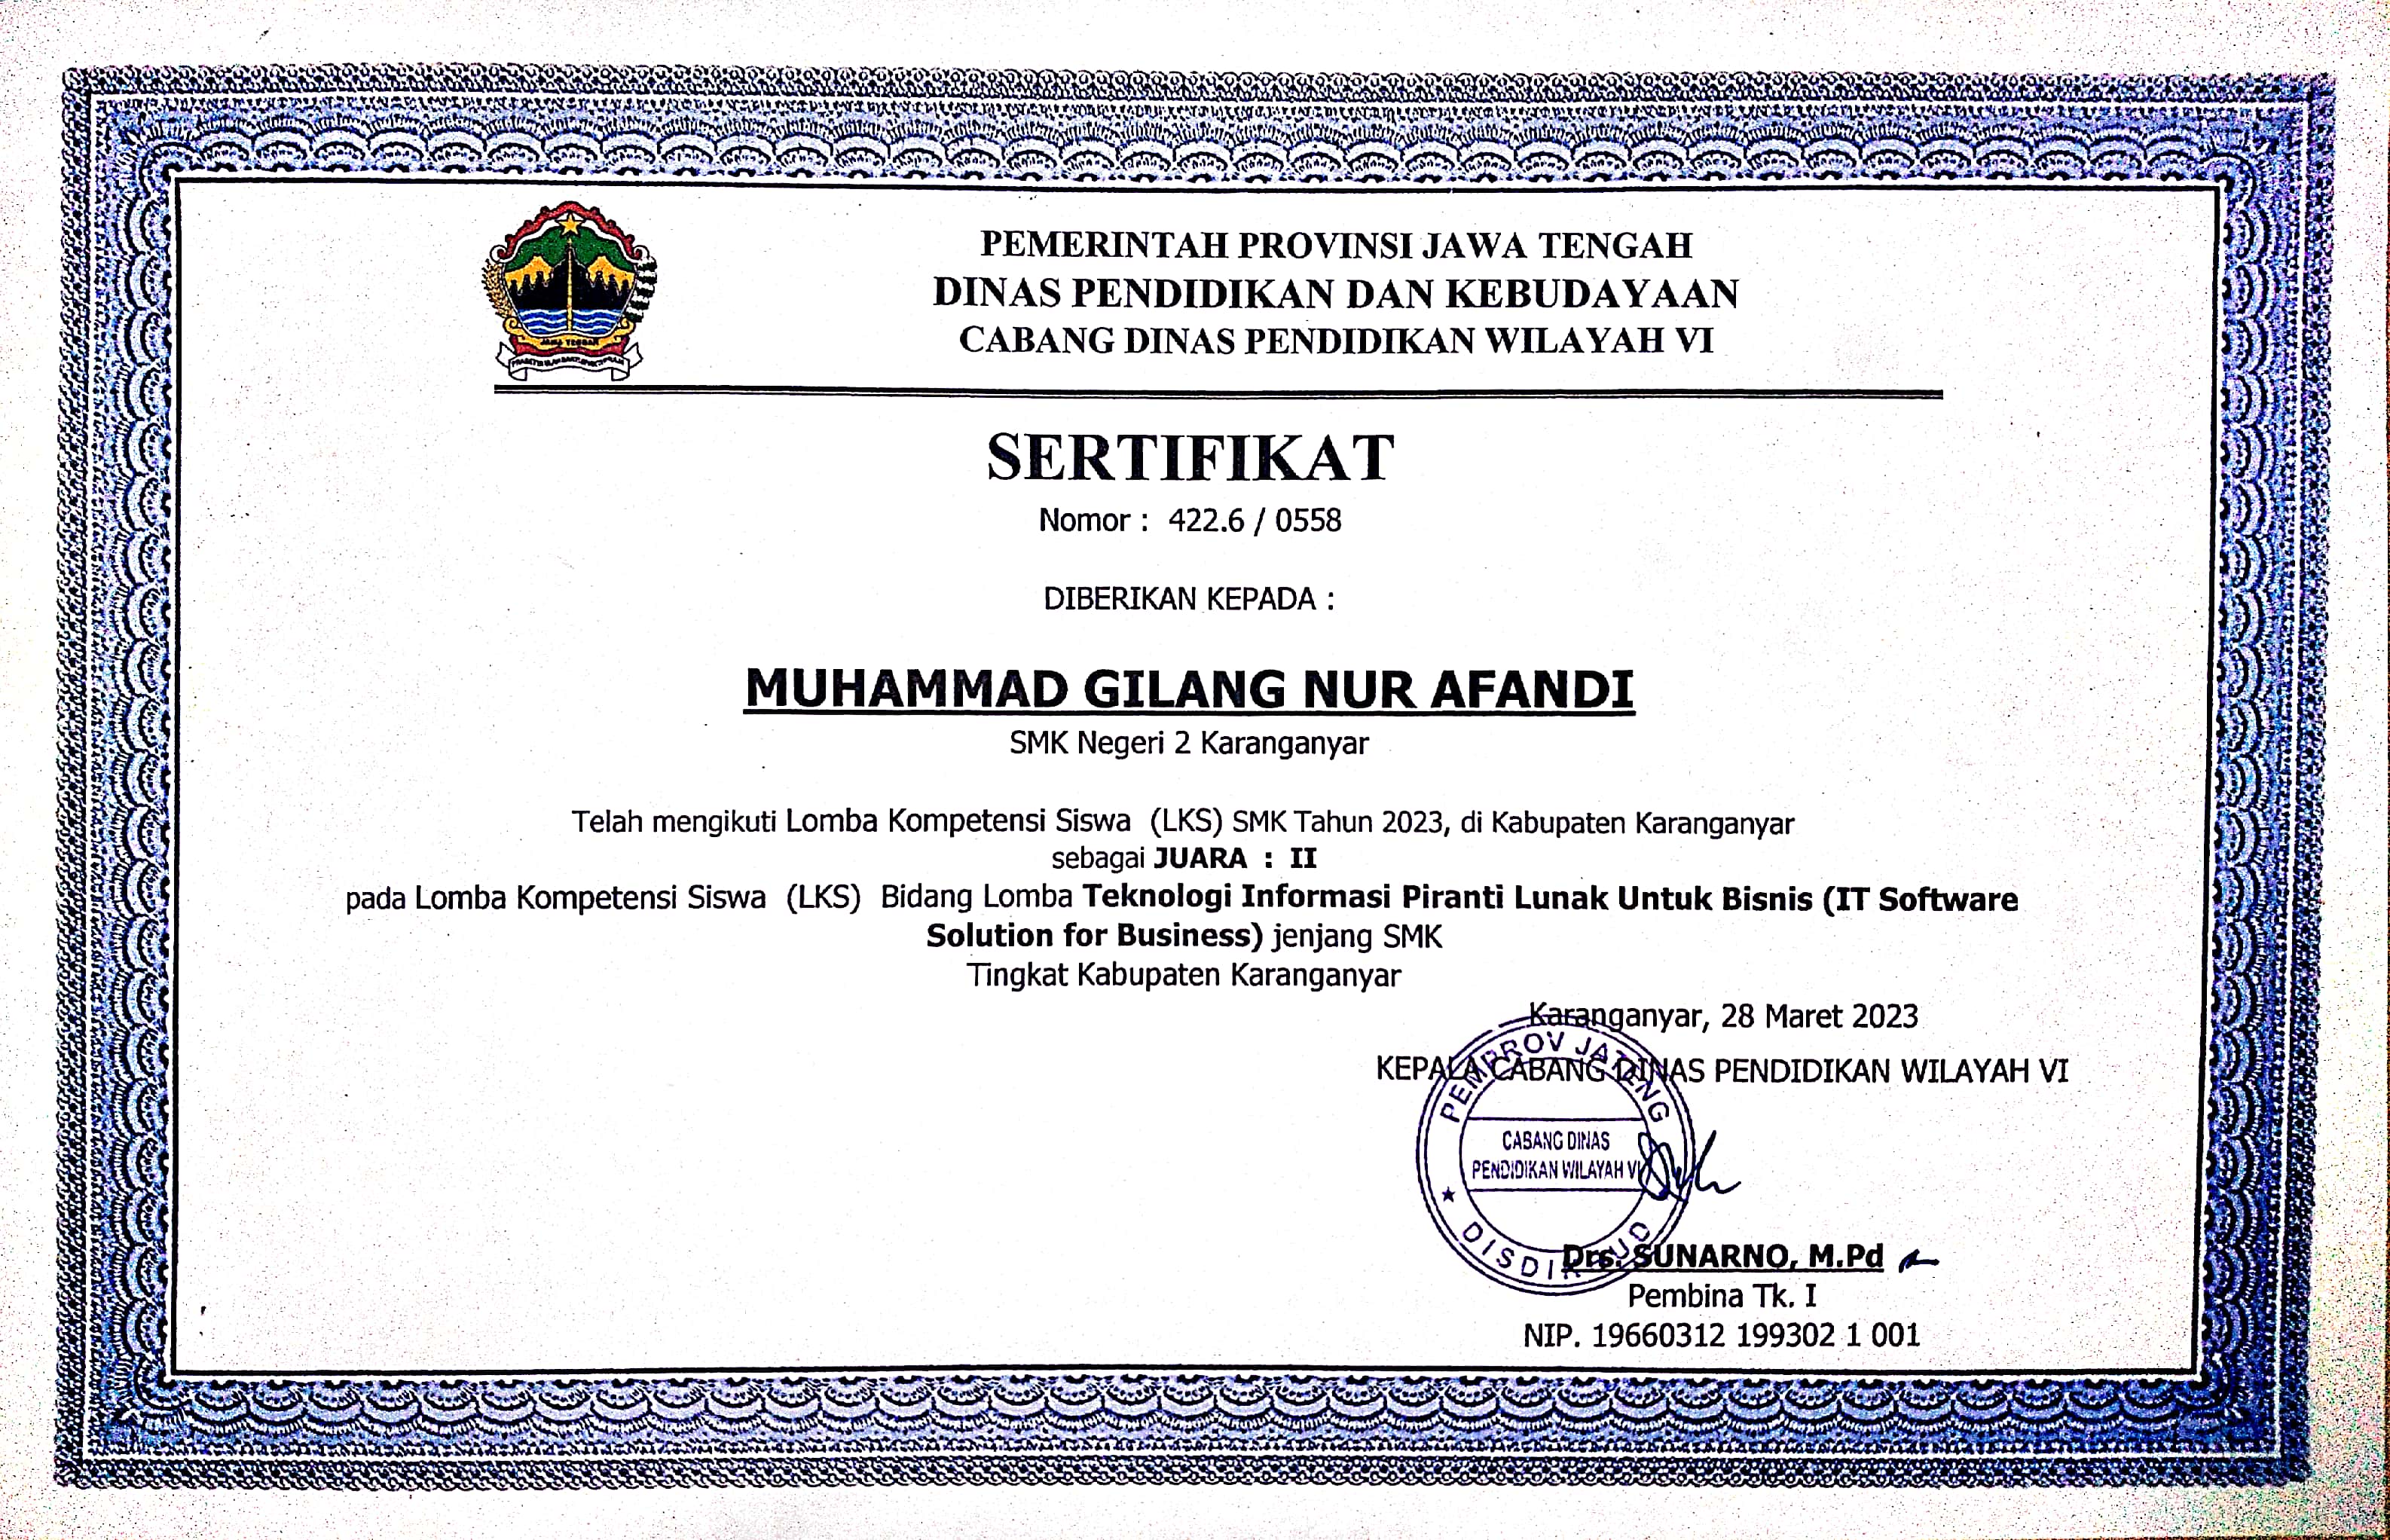 PEMERINTAH PROVINSI JAWA TENGAH
DINAS PENDIDIKAN DAN KEBUDAYAAN
CABANG DINAS PENDIDIKAN WILAYAH VI
JAWA TENGAH
SERTIFIKAT
Nomor : 422.6 / 0558
DIBERIKAN KEPADA :
MUHAMMAD GILANG NUR AFANDI
SMK Negeri 2 Karanganyar
Telah mengikuti Lomba Kompetensi Siswa (LKS) SMK Tahun 2023, di Kabupaten Karanganyar
sebagai JUARA : II
pada Lomba Kompetensi Siswa (LKS) Bidang Lomba Teknologi Informasi Piranti Lunak Untuk Bisnis (IT Software
Solution for Business) jenjang SMK
Tingkat Kabupaten Karanganyar
Karanganyar, 28 Maret 2023
KEPALA CABANG DINAS PENDIDIKAN WILAYAH VI
PEMPROV JATENG
CABANG DINAS
PENDIDIKAN WILAYAH VI
DISDIKBUD
Drs. SUNARNO, M.Pd
Pembina Tk. I
NIP. 19660312 199302 1 001